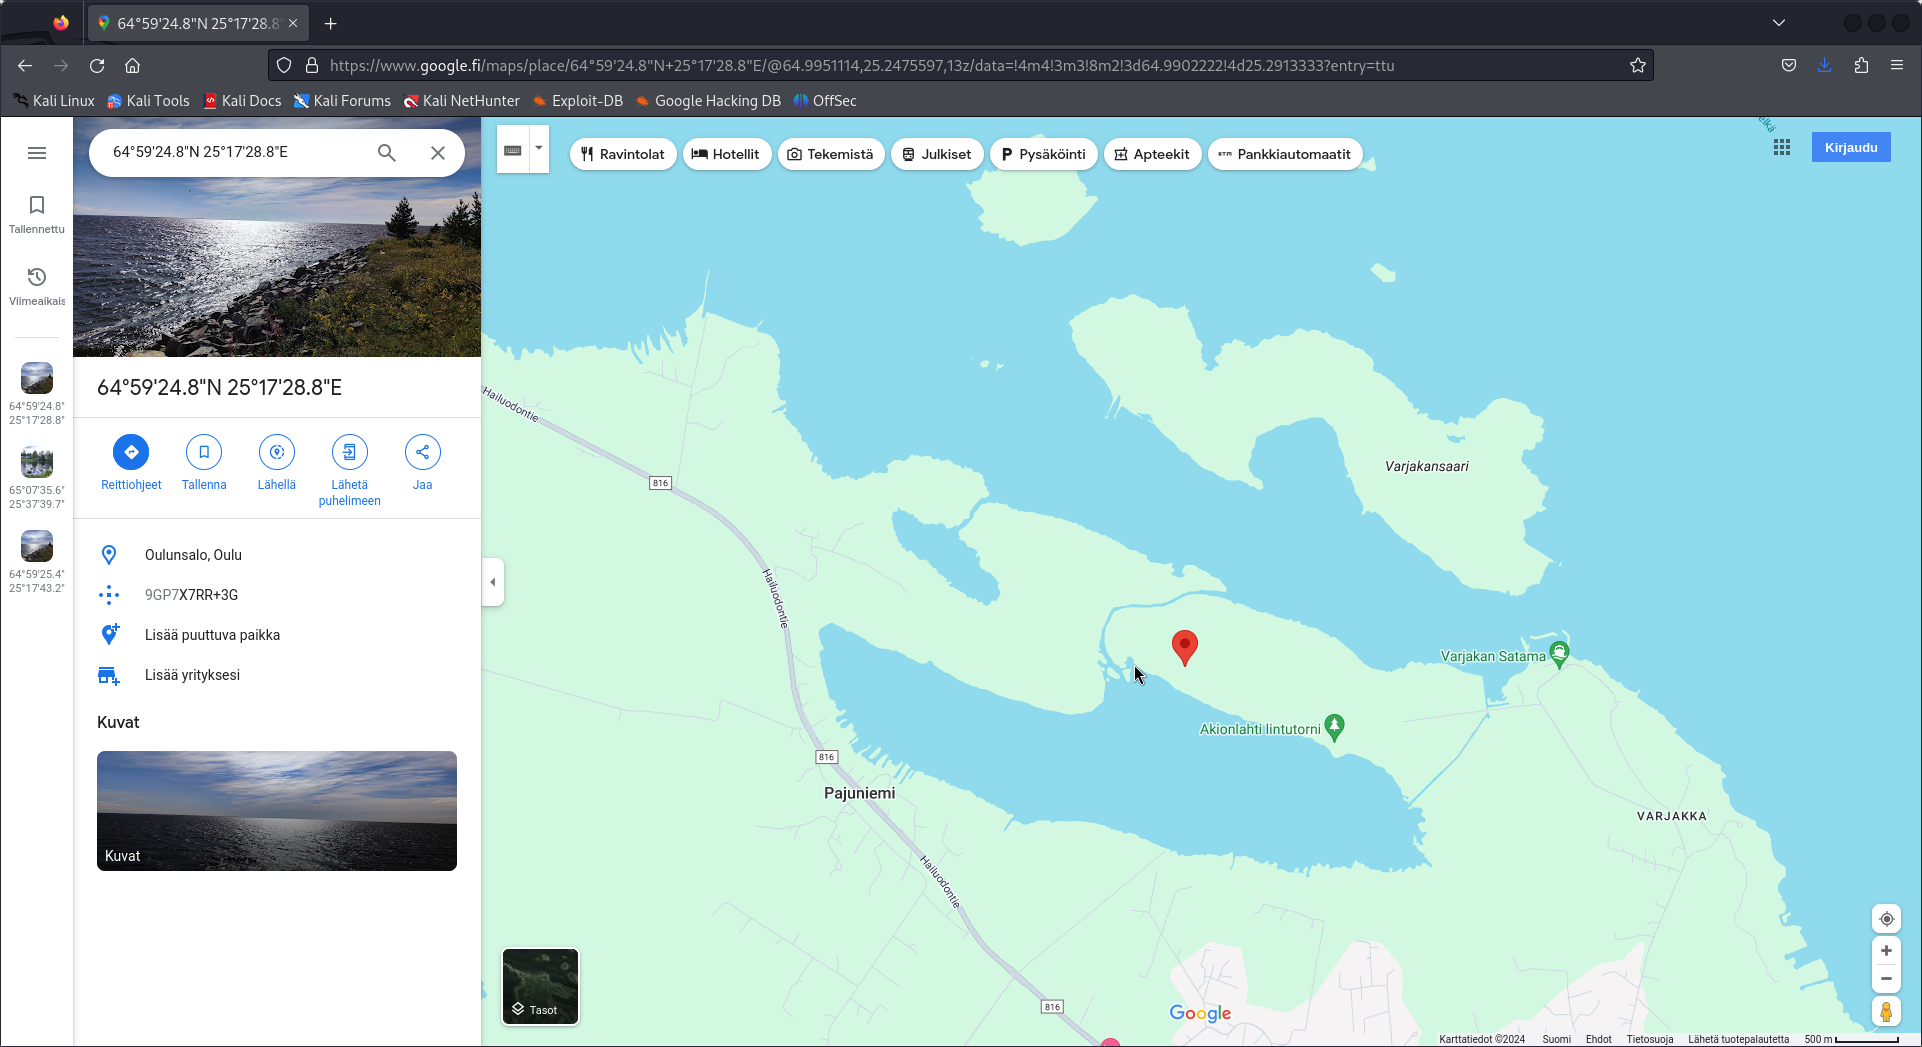 64°59'24.8"N 25°17'28.8"
https://www.google.fi/maps/place/64°59'24.8"N+25°17'28.8"E/@64.9951114,25.2475597,13z/data=!4m4!3m3!8m2!3d64.9902222!4d25.2913333?entry=ttu
Kali Linux Kali Tools Kali Docs Kali Forums Kali NetHunter Exploit-DB Google Hacking DB OffSec
64°59'24.8"N 25°17'28.8"E
Ravintolat Hotellit Tekemistä Julkiset Pysäköinti Apteekit Pankkiautomaatit
Kirjaudu
Tallennettu
Viimeaikais
64°59'24.8"
25°17'28.8"
65°07'35.6"
25°37'39.7"
64°59'25.4"
25°17'43.2"
64°59'24.8"N 25°17'28.8"E
Reittiohjeet
Tallenna
Lähellä
Lähetä
puhelimeen
Jaa
Oulunsalo, Oulu
9GP7X7RR+3G
Lisää puuttuva paikka
Lisää yrityksesi
Kuvat
Kuvat
Hailuodontie
816
Varjakansaari
Hailuodontie
Varjakan Satama
Akionlahti lintutorni
816
Pajuniemi
VARJAKKA
Hailuodontie
816
Tasot
Google
Karttatiedot ©2024 Suomi Ehdot Tietosuoja Lähetä tuotepalautetta 500 m